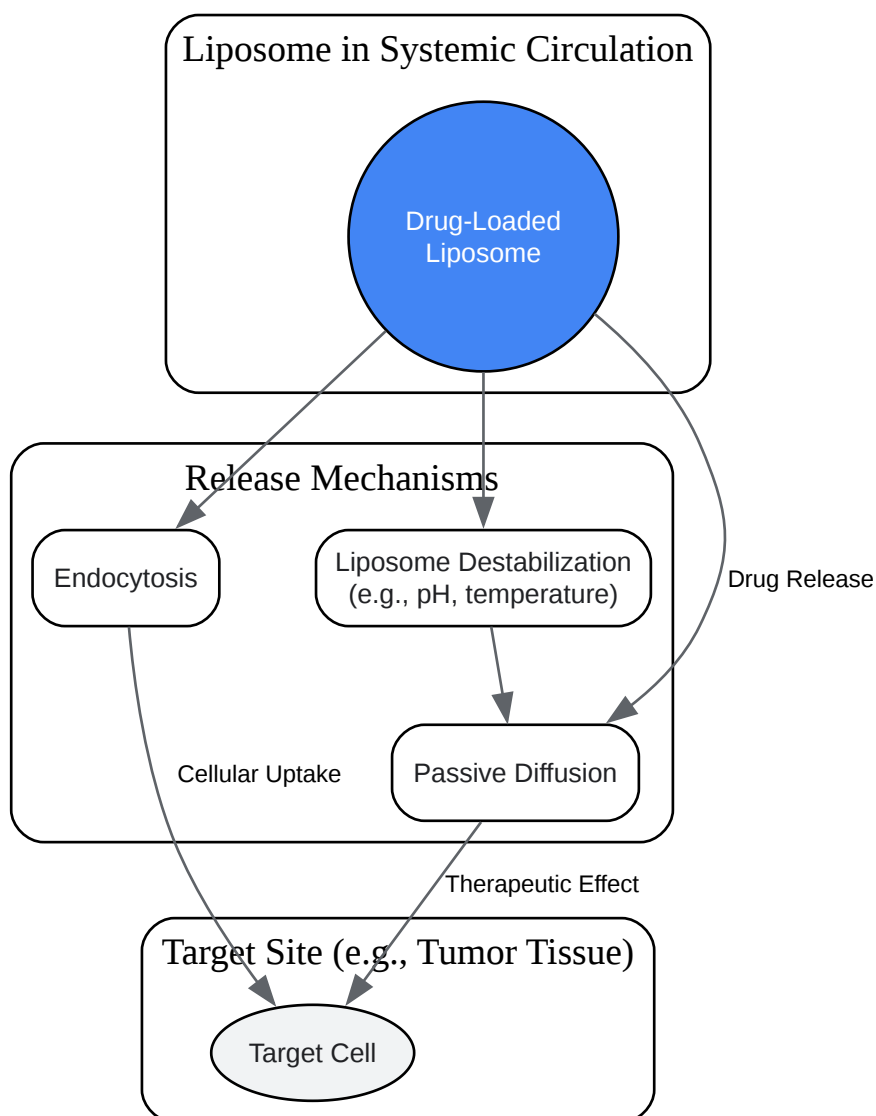 Liposome in Systemic Circulation
Drug-Loaded
Liposome
Release Mechanisms
Endocytosis
Liposome Destabilization
(e.g., pH, temperature)
Drug Release
Cellular Uptake
Passive Diffusion
Therapeutic Effect
Target Site (e.g., Tumor Tissue)
Target Cell